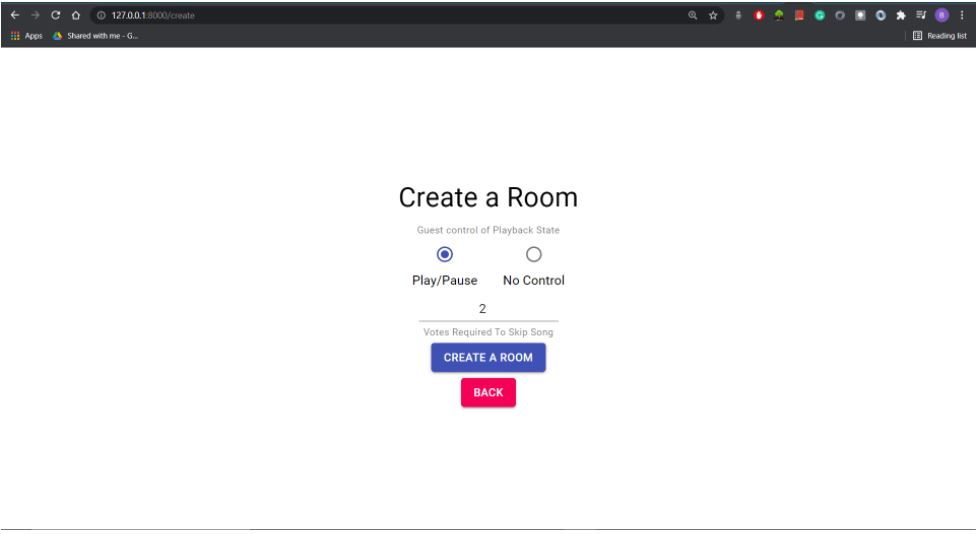 127.0.0.1:8000/create
B
Apps Shared with me - G...
Reading list
Create a Room
Guest control of Playback State
Play/Pause No Control
2
Votes Required To Skip Song
CREATE A ROOM
BACK